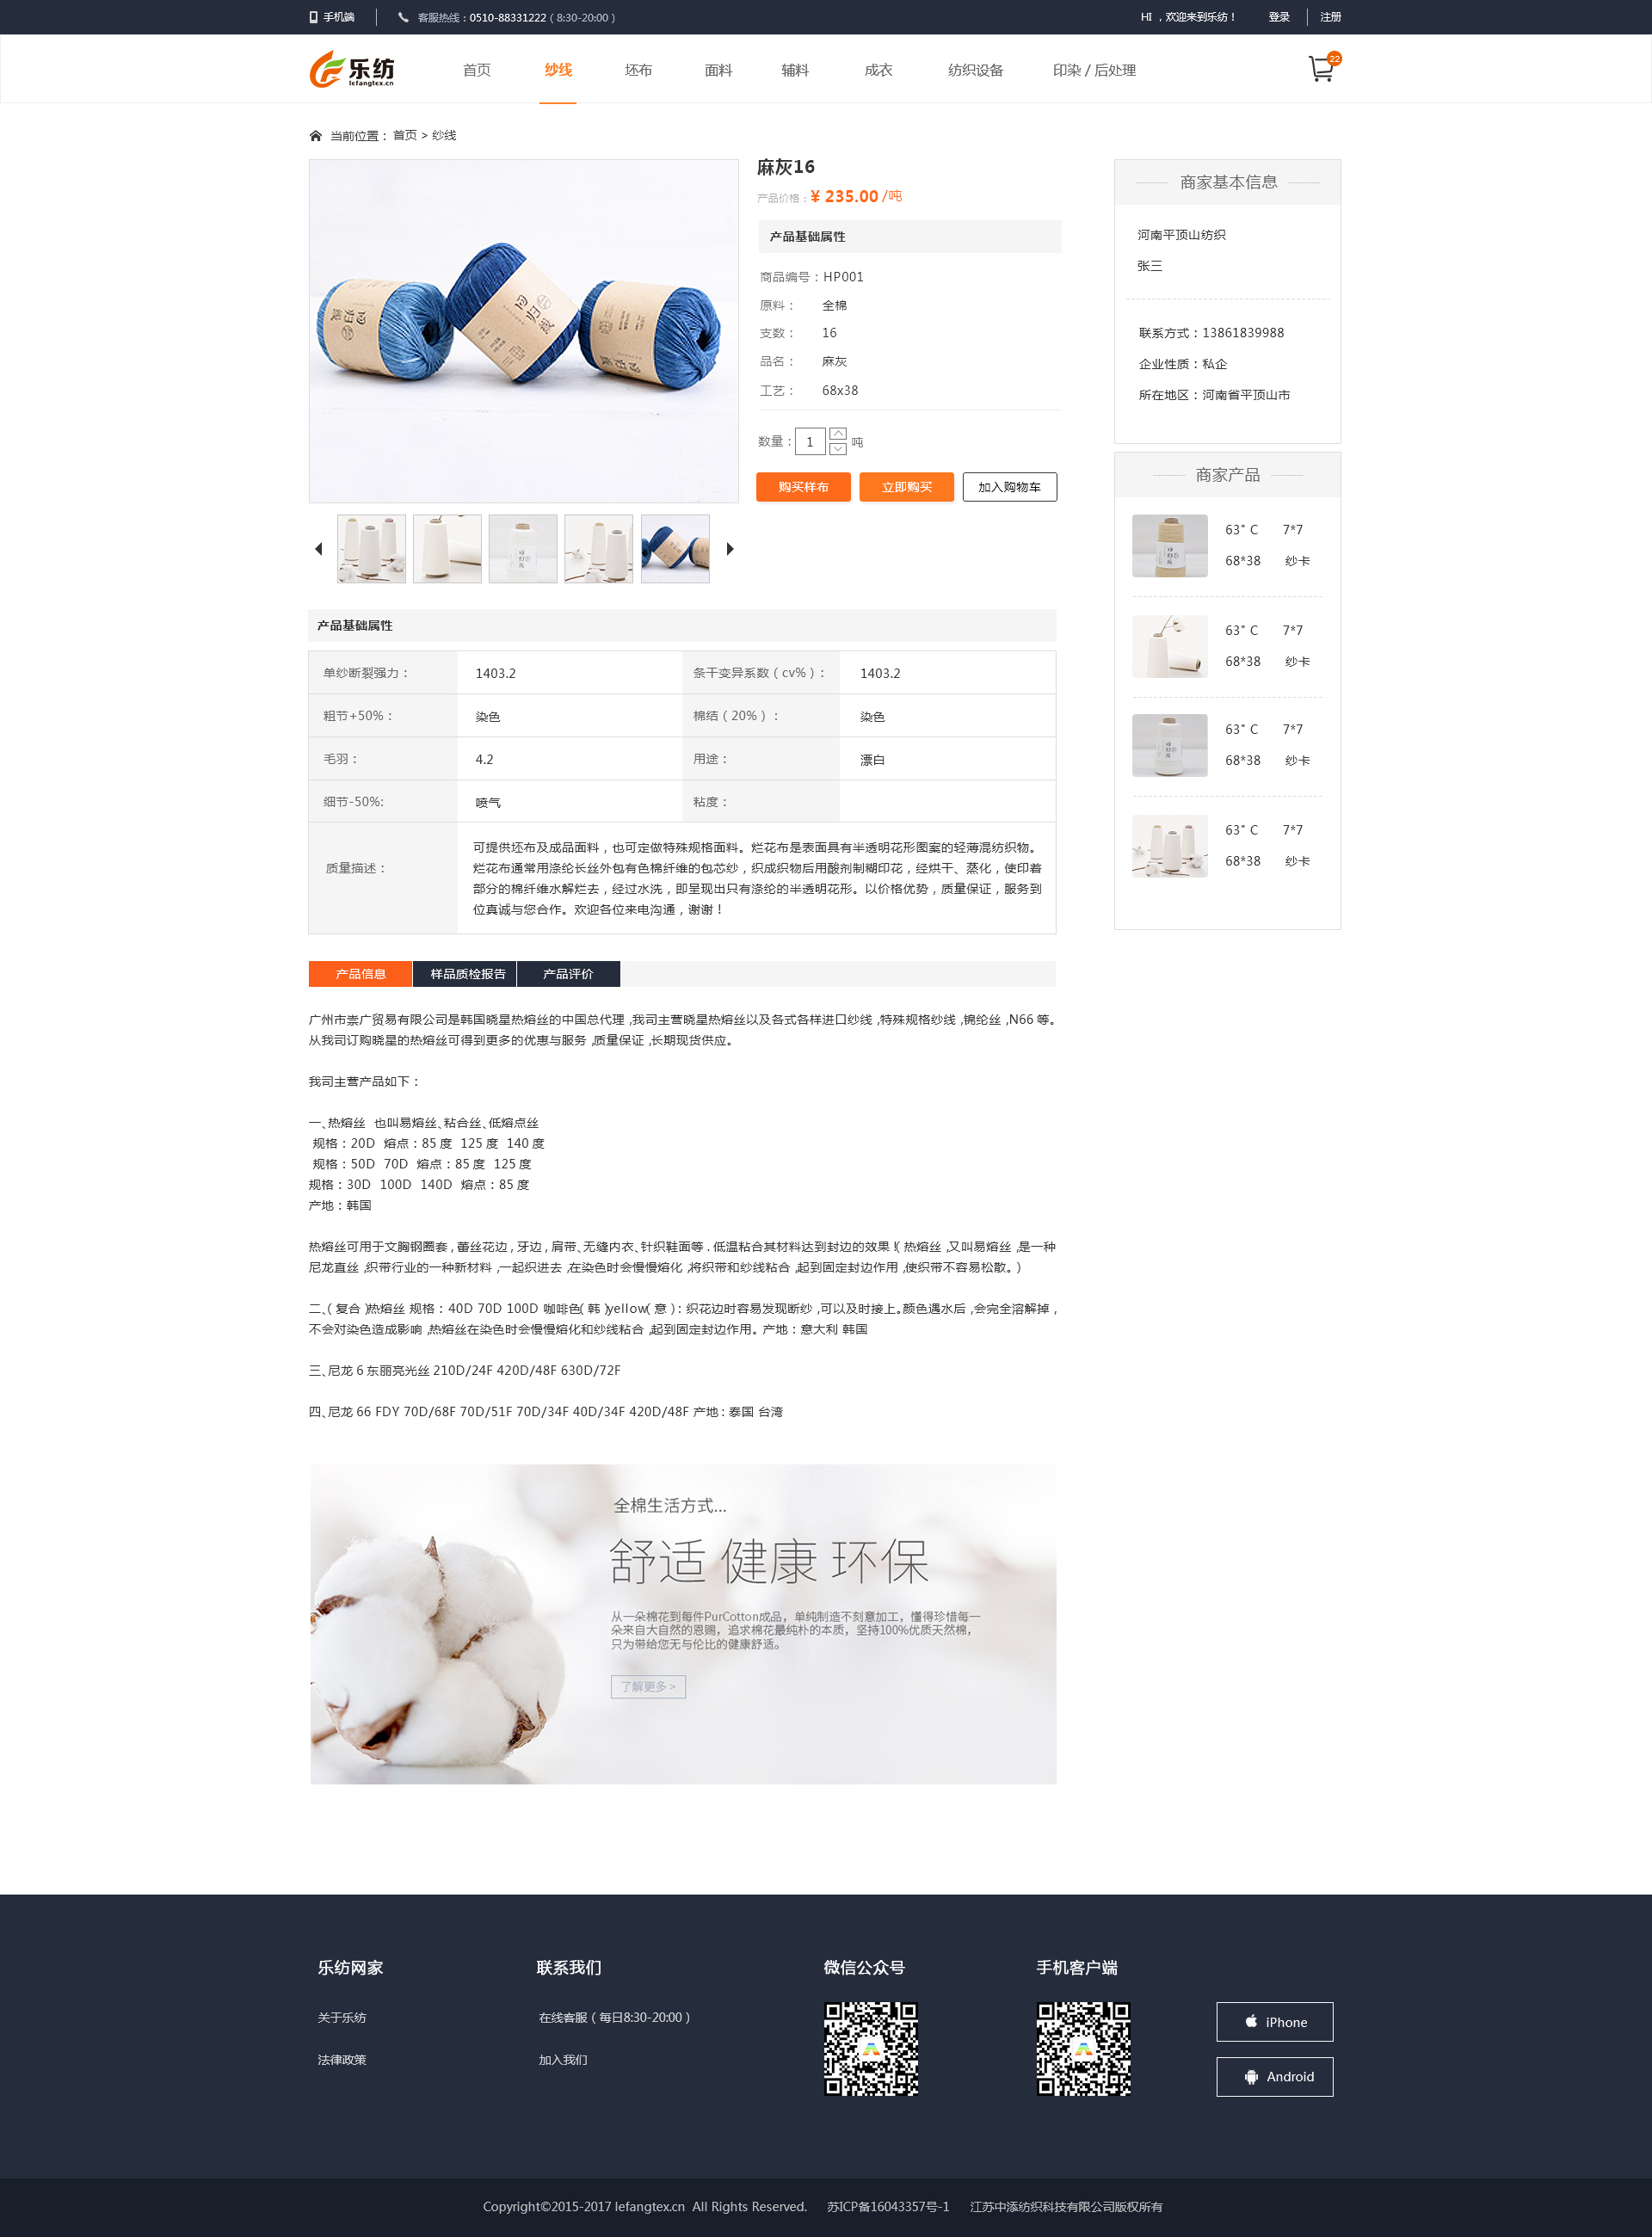 手机端
客服热线：0510-88331222（8:30-20:00）
HI ，欢迎来到乐纺！
登录
注册
乐纺
lefangtex.cn
首页
纱线
坯布
面料
辅料
成衣
纺织设备
印染 / 后处理
22
当前位置： 首页 > 纱线
麻灰16
产品价格：¥ 235.00 /吨
产品基础属性
商品编号：HP001
原料： 全棉
支数： 16
品名： 麻灰
工艺： 68x38
数量： 1 吨
购买样布
立即购买
加入购物车
商家基本信息
河南平顶山纺织
张三
联系方式：13861839988
企业性质：私企
所在地区：河南省平顶山市
商家产品
63" C 7*7
68*38 纱卡
63" C 7*7
68*38 纱卡
63" C 7*7
68*38 纱卡
63" C 7*7
68*38 纱卡
产品基础属性
单纱断裂强力： 1403.2 条干变异系数（cv%）： 1403.2
粗节+50%： 染色 棉结（20%）： 染色
毛羽： 4.2 用途： 漂白
细节-50%: 喷气 粘度：
质量描述：
可提供坯布及成品面料，也可定做特殊规格面料。烂花布是表面具有半透明花形图案的轻薄混纺织物。
烂花布通常用涤纶长丝外包有色棉纤维的包芯纱，织成织物后用酸剂制糊印花，经烘干、蒸化，使印着
部分的棉纤维水解烂去，经过水洗，即呈现出只有涤纶的半透明花形。以价格优势，质量保证，服务到
位真诚与您合作。欢迎各位来电沟通，谢谢！
产品信息
样品质检报告
产品评价
广州市崇广贸易有限公司是韩国晓星热熔丝的中国总代理 ,我司主营晓星热熔丝以及各式各样进口纱线 ,特殊规格纱线 ,锦纶丝 ,N66 等。
从我司订购晓星的热熔丝可得到更多的优惠与服务 ,质量保证 ,长期现货供应。
我司主营产品如下：
一、热熔丝 也叫易熔丝、粘合丝、低熔点丝
规格：20D 熔点：85 度 125 度 140 度
规格：50D 70D 熔点：85 度 125 度
规格：30D 100D 140D 熔点：85 度
产地：韩国
热熔丝可用于文胸钢圈套 , 蕾丝花边 , 牙边 , 肩带、无缝内衣、针织鞋面等 . 低温粘合其材料达到封边的效果 !( 热熔丝 ,又叫易熔丝 ,是一种
尼龙直丝 ,织带行业的一种新材料 ,一起织进去 ,在染色时会慢慢熔化 ,将织带和纱线粘合 ,起到固定封边作用 ,使织带不容易松散。)
二、( 复合 )热熔丝 规格：40D 70D 100D 咖啡色( 韩 )yellow( 意 )：织花边时容易发现断纱 ,可以及时接上。颜色遇水后 ,会完全溶解掉 ,
不会对染色造成影响 ,热熔丝在染色时会慢慢熔化和纱线粘合 ,起到固定封边作用。产地：意大利 韩国
三、尼龙 6 东丽亮光丝 210D/24F 420D/48F 630D/72F
四、尼龙 66 FDY 70D/68F 70D/51F 70D/34F 40D/34F 420D/48F 产地 : 泰国 台湾
全棉生活方式...
舒适 健康 环保
从一朵棉花到每件PurCotton成品，单纯制造不刻意加工，懂得珍惜每一
朵来自大自然的恩赐，追求棉花最纯朴的本质，坚持100%优质天然棉，
只为带给您无与伦比的健康舒适。
了解更多 >
乐纺网家
关于乐纺
法律政策
联系我们
在线客服（每日8:30-20:00）
加入我们
微信公众号
手机客户端
iPhone
Android
Copyright©2015-2017 lefangtex.cn All Rights Reserved. 苏ICP备16043357号-1 江苏中添纺织科技有限公司版权所有